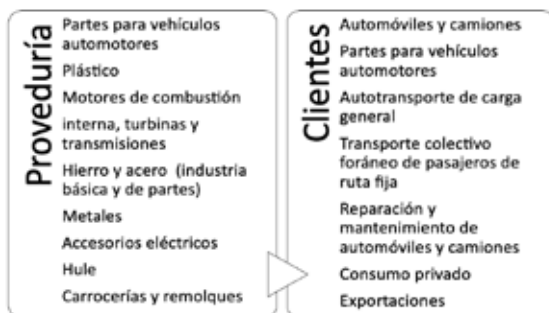 Proveduría
Partes para vehículos
automotores
Plástico
Motores de combustión
interna, turbinas y
transmisiones
Hierro y acero (industria
básica y de partes)
Metales
Accesorios eléctricos
Hule
Carrocerías y remolques
Clientes
Automóviles y camiones
Partes para vehículos
automotores
Autotransporte de carga
general
Transporte colectivo
foráneo de pasajeros de
ruta fija
Reparación y
mantenimiento de
automóviles y camiones
Consumo privado
Exportaciones